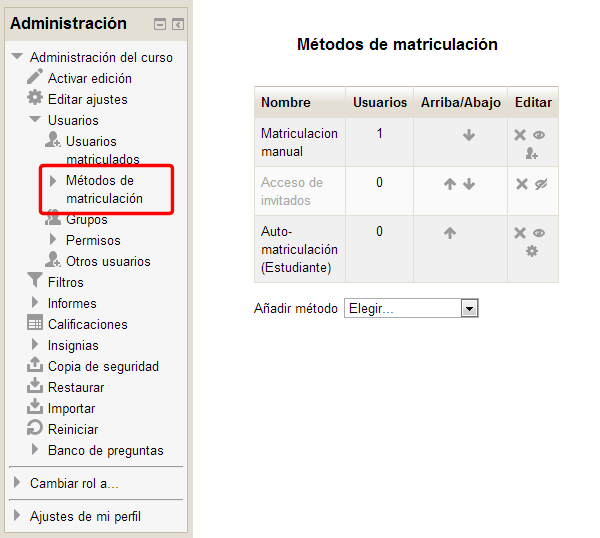 Administración
Administración del curso
Activar edición
Editar ajustes
Usuarios
Usuarios
matriculados
Métodos de
matriculación
Grupos
Permisos
Otros usuarios
Filtros
Informes
Calificaciones
Insignias
Copia de seguridad
Restaurar
Importar
Reiniciar
Banco de preguntas
Cambiar rol a...
Ajustes de mi perfil
Métodos de matriculación
Nombre Usuarios Arriba/Abajo Editar
Matriculacion
manual 1
Acceso de
invitados 0
Auto-
matriculación
(Estudiante) 0
Añadir método Elegir...